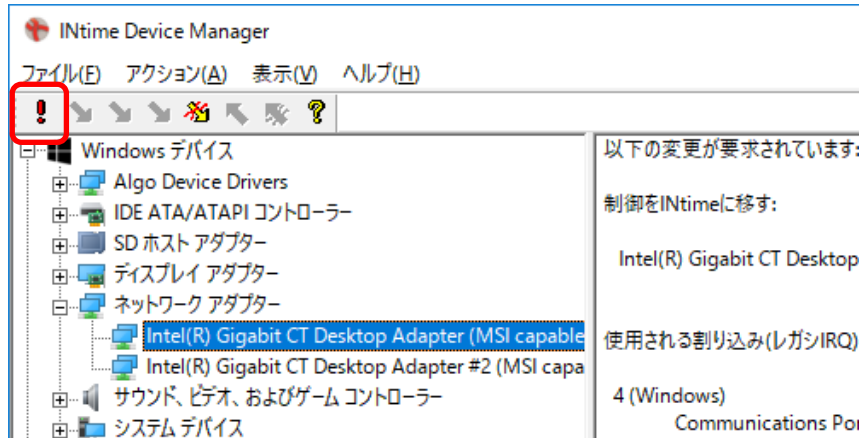 INtime Device Manager
ファイル(F) アクション(A) 表示(V) ヘルプ(H)
Windows デバイス
Algo Device Drivers
IDE ATA/ATAPI コントローラー
SD ホスト アダプター
ディスプレイ アダプター
ネットワーク アダプター
Intel(R) Gigabit CT Desktop Adapter (MSI capable
Intel(R) Gigabit CT Desktop Adapter #2 (MSI capa
サウンド、ビデオ、およびゲーム コントローラー
システム デバイス
以下の変更が要求されています:
制御をINtimeに移す:
Intel(R) Gigabit CT Desktop
使用される割り込み(レガシIRQ)
4 (Windows)
Communications Por